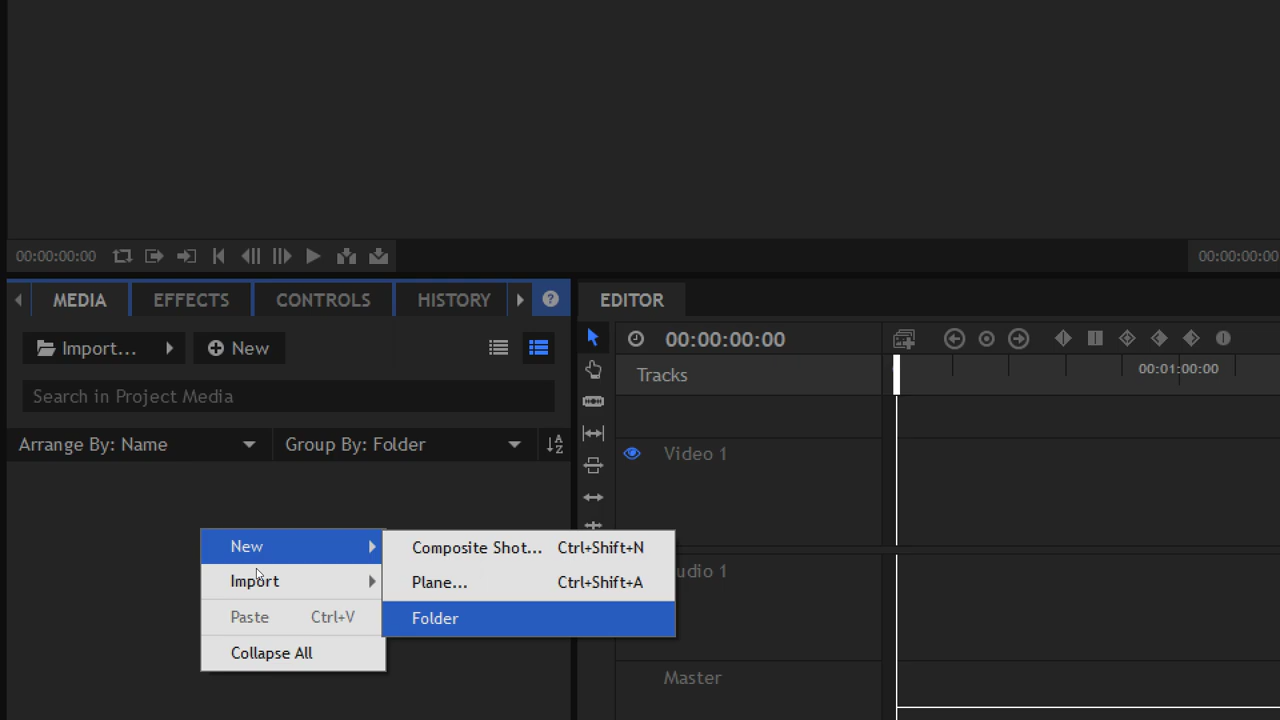 00:00:00:00
00:00:00:00
MEDIA
EFFECTS
CONTROLS
HISTORY
?
EDITOR
Import...
New
00:00:00:00
Search in Project Media
Tracks
00:01:00:00
Arrange By: Name
Group By: Folder
A
Z
Video 1
New
Import
Paste Ctrl+V
Collapse All
Composite Shot... Ctrl+Shift+N
Plane... Ctrl+Shift+A
Folder
udio 1
Master